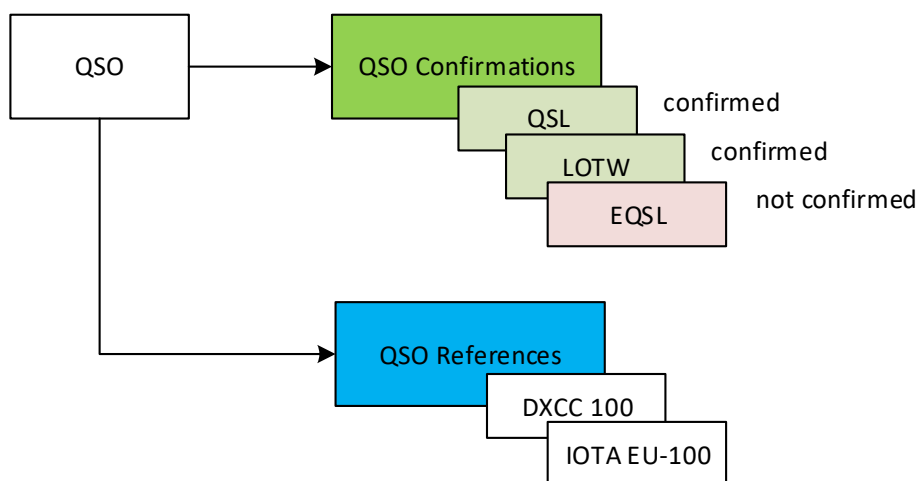 QSO
QSO Confirmations
QSL
confirmed
LOTW
confirmed
EQSL
not confirmed
QSO References
DXCC 100
IOTA EU-100